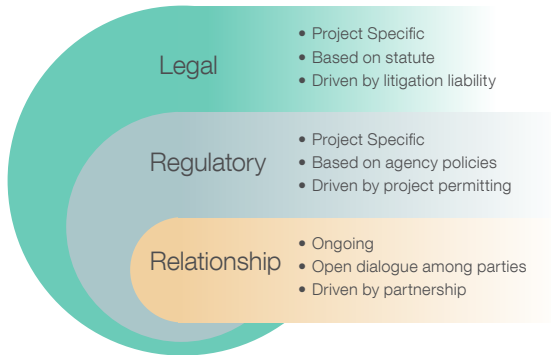 Legal
• Project Specific
• Based on statute
• Driven by litigation liability
Regulatory
• Project Specific
• Based on agency policies
• Driven by project permitting
Relationship
• Ongoing
• Open dialogue among parties
• Driven by partnership